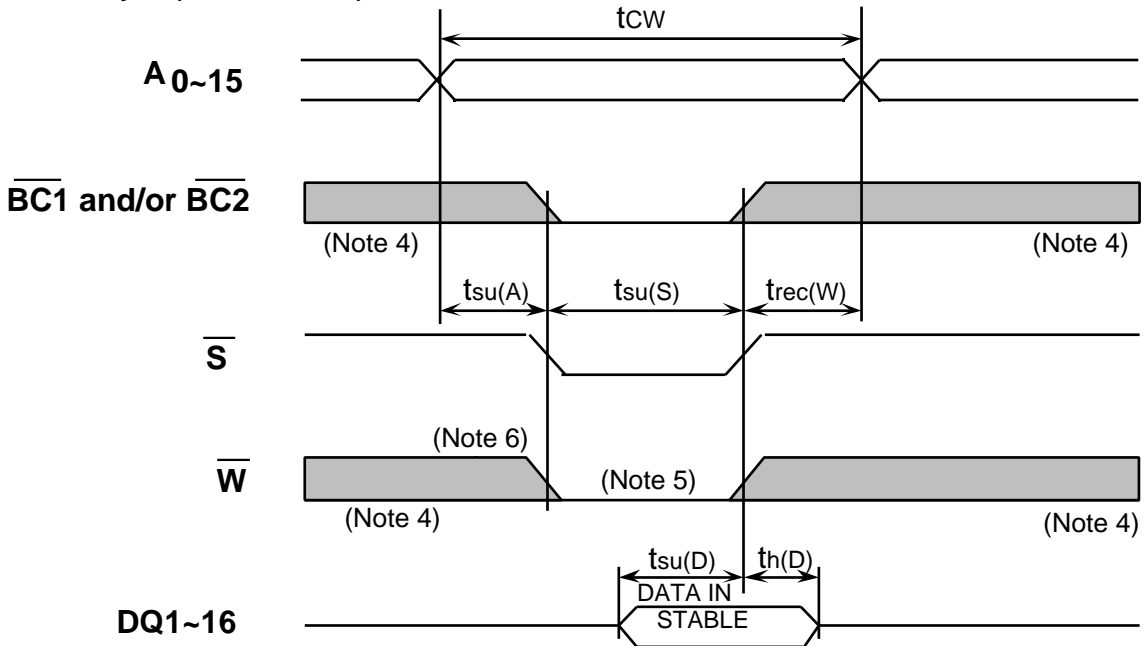 tCW
A 0~15
BC1 and/or BC2
(Note 4)
(Note 4)
tsu(A)
tsu(S)
trec(W)
S
(Note 6)
W
(Note 5)
(Note 4)
(Note 4)
tsu(D)
th(D)
DATA IN
STABLE
DQ1~16